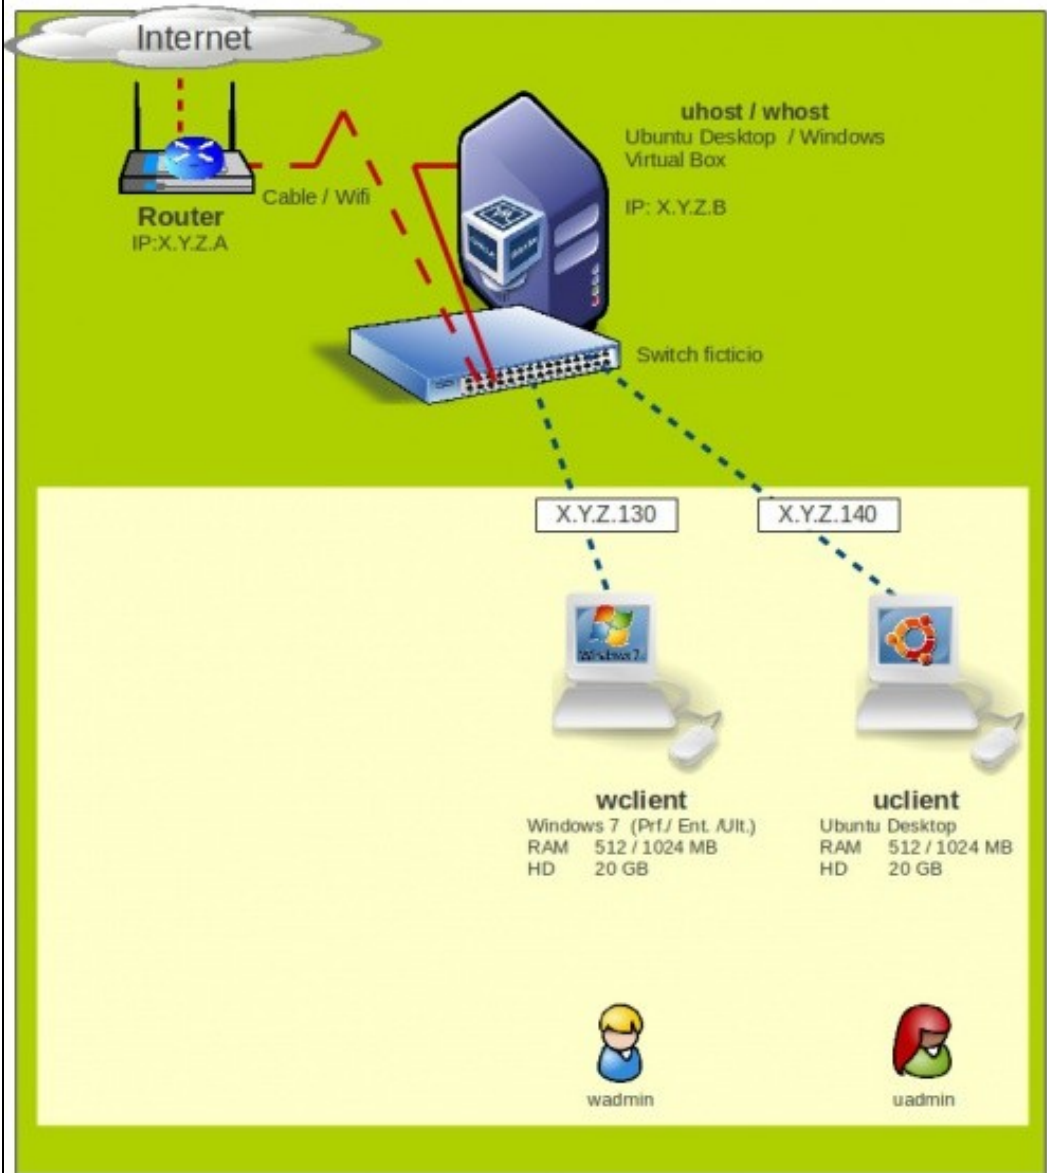 Internet
uhost / whost
Ubuntu Desktop / Windows
Virtual Box
IP: X.Y.Z.B
Cable / Wifi
Router
IP:X.Y.Z.A
Switch ficticio
X.Y.Z.130
X.Y.Z.140
Windows 7
wclient
Windows 7 (Prf./ Ent. /Ult.)
RAM 512 / 1024 MB
HD 20 GB
uclient
Ubuntu Desktop
RAM 512 / 1024 MB
HD 20 GB
wadmin
uadmin